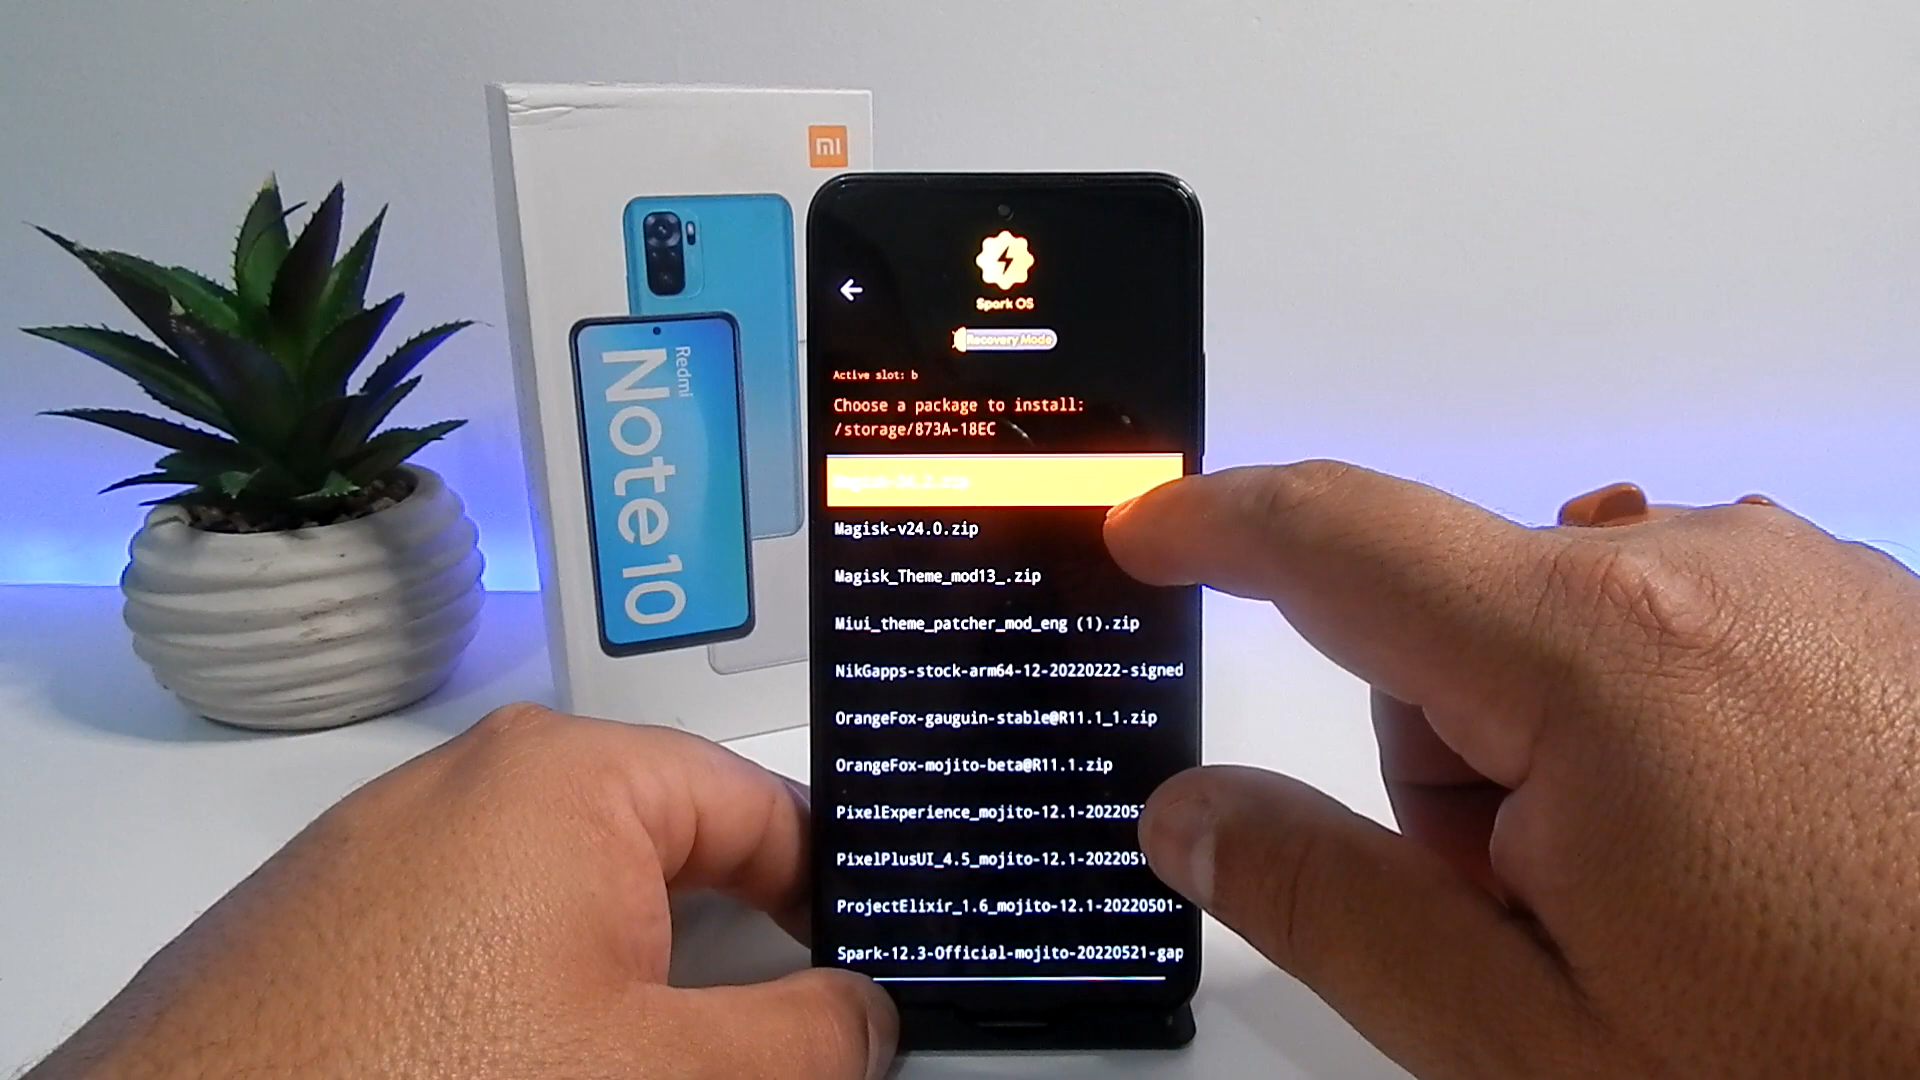 mi
Redmi
Note10
Spark OS
Recovery Mode
Active slot: b
Choose a package to install:
/storage/873A-18EC
Magisk-v24.0.zip
Magisk_Theme_mod13_.zip
Miui_theme_patcher_mod_eng (1).zip
NikGapps-stock-arm64-12-20220222-signed
OrangeFox-gauguin-stable@R11.1_1.zip
OrangeFox-mojito-beta@R11.1.zip
PixelExperience_mojito-12.1-202205
PixelPlusUI_4.5_mojito-12.1-2022051
ProjectElixir_1.6_mojito-12.1-20220501-
Spark-12.3-Official-mojito-20220521-gap